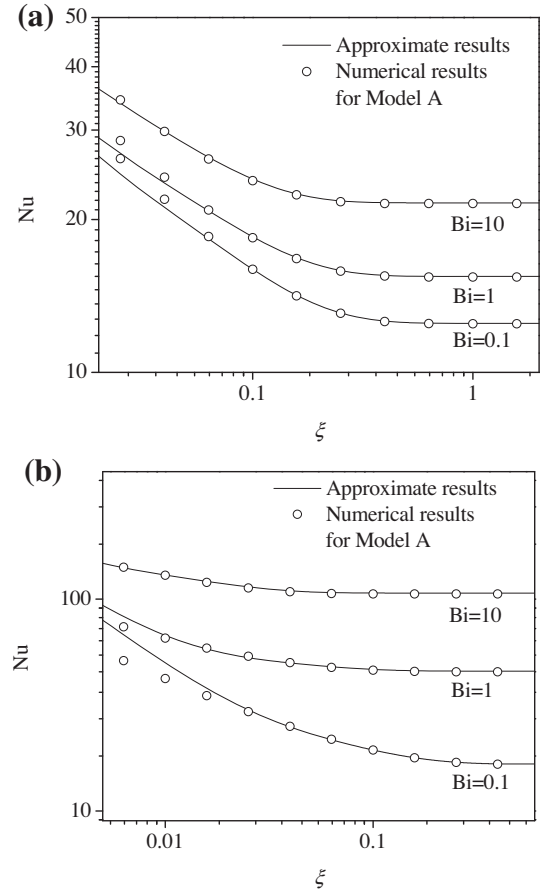 (a)
50
40
30
20
10
Nu
Approximate results
Numerical results
for Model A
Bi=10
Bi=1
Bi=0.1
0.1
1
ξ
(b)
100
10
Nu
Approximate results
Numerical results
for Model A
Bi=10
Bi=1
Bi=0.1
0.01
0.1
ξ